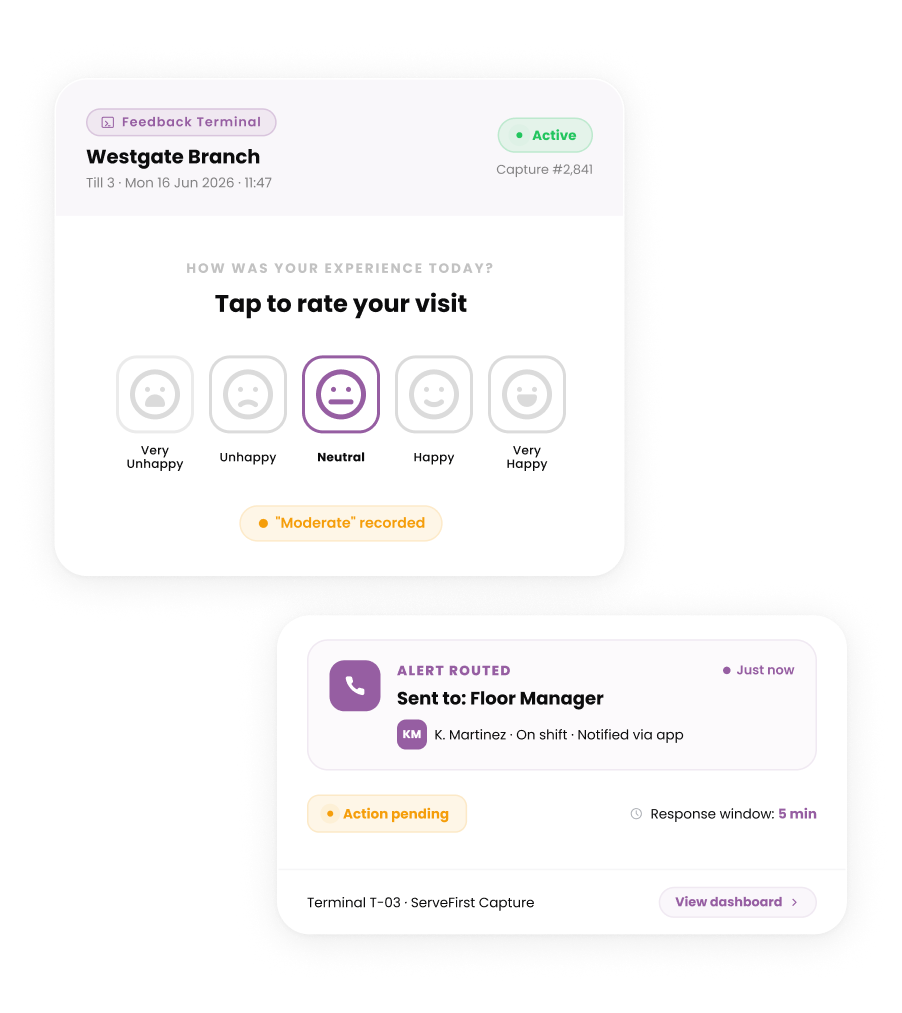 Feedback Terminal
Westgate Branch
Till 3 · Mon 16 Jun 2026 · 11:47
Active
Capture #2,841
HOW WAS YOUR EXPERIENCE TODAY?
Tap to rate your visit
Very
Unhappy
Unhappy
Neutral
Happy
Very
Happy
"Moderate" recorded
ALERT ROUTED
Just now
Sent to: Floor Manager
KM
K. Martinez · On shift · Notified via app
Action pending
Response window: 5 min
Terminal T-03 · ServeFirst Capture
View dashboard